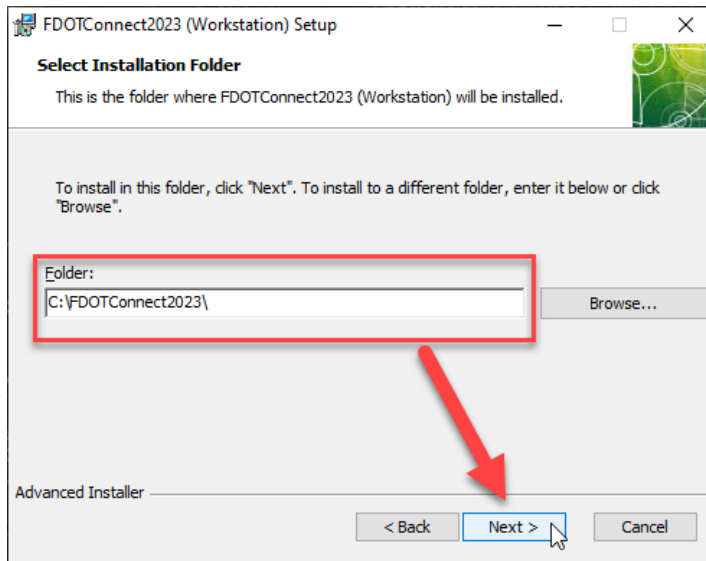 FDOTConnect2023 (Workstation) Setup
Select Installation Folder
This is the folder where FDOTConnect2023 (Workstation) will be installed.
To install in this folder, click "Next". To install to a different folder, enter it below or click
"Browse".
Folder:
C:\FDOTConnect2023\
Browse...
Advanced Installer
< Back
Next >
Cancel